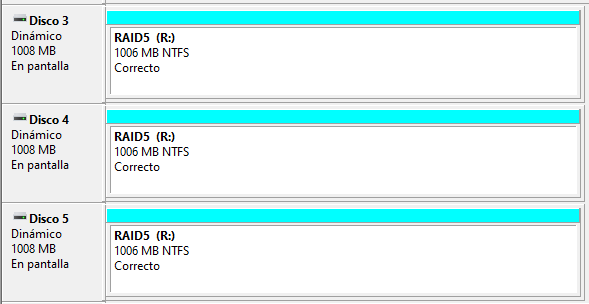 Disco 3
Dinámico
1008 MB
En pantalla
RAID5 (R:)
1006 MB NTFS
Correcto
Disco 4
Dinámico
1008 MB
En pantalla
RAID5 (R:)
1006 MB NTFS
Correcto
Disco 5
Dinámico
1008 MB
En pantalla
RAID5 (R:)
1006 MB NTFS
Correcto